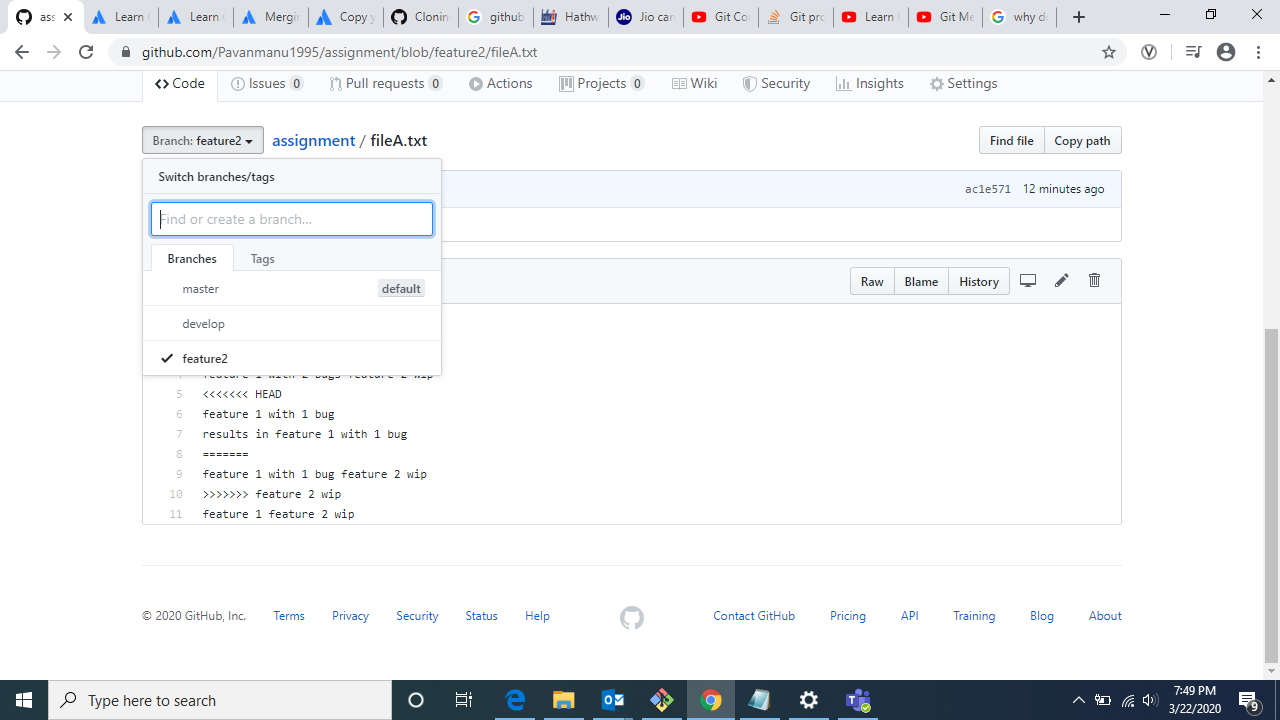 ass
Learn
Learn
Mergin
Copy y
Clonin
github
Hathw
Jio
Jio car
Git Cor
Git pro
Learn
Git Me
why d
github.com/Pavanmanu1995/assignment/blob/feature2/fileA.txt
Code
Issues 0
Pull requests 0
Actions
Projects 0
Wiki
Security
Insights
Settings
Branch: feature2
assignment / fileA.txt
Find file
Copy path
Switch branches/tags
ac1e571
12 minutes ago
Find or create a branch...
Branches
Tags
master
default
Raw
Blame
History
develop
feature2
feature 1 with 2 bugs feature 2 wip
5 <<<<<<< HEAD
6 feature 1 with 1 bug
7 results in feature 1 with 1 bug
8 =======
9 feature 1 with 1 bug feature 2 wip
10 >>>>>>> feature 2 wip
11 feature 1 feature 2 wip
© 2020 GitHub, Inc.
Terms
Privacy
Security
Status
Help
Contact GitHub
Pricing
API
Training
Blog
About
Type here to search
7:49 PM
3/22/2020
9